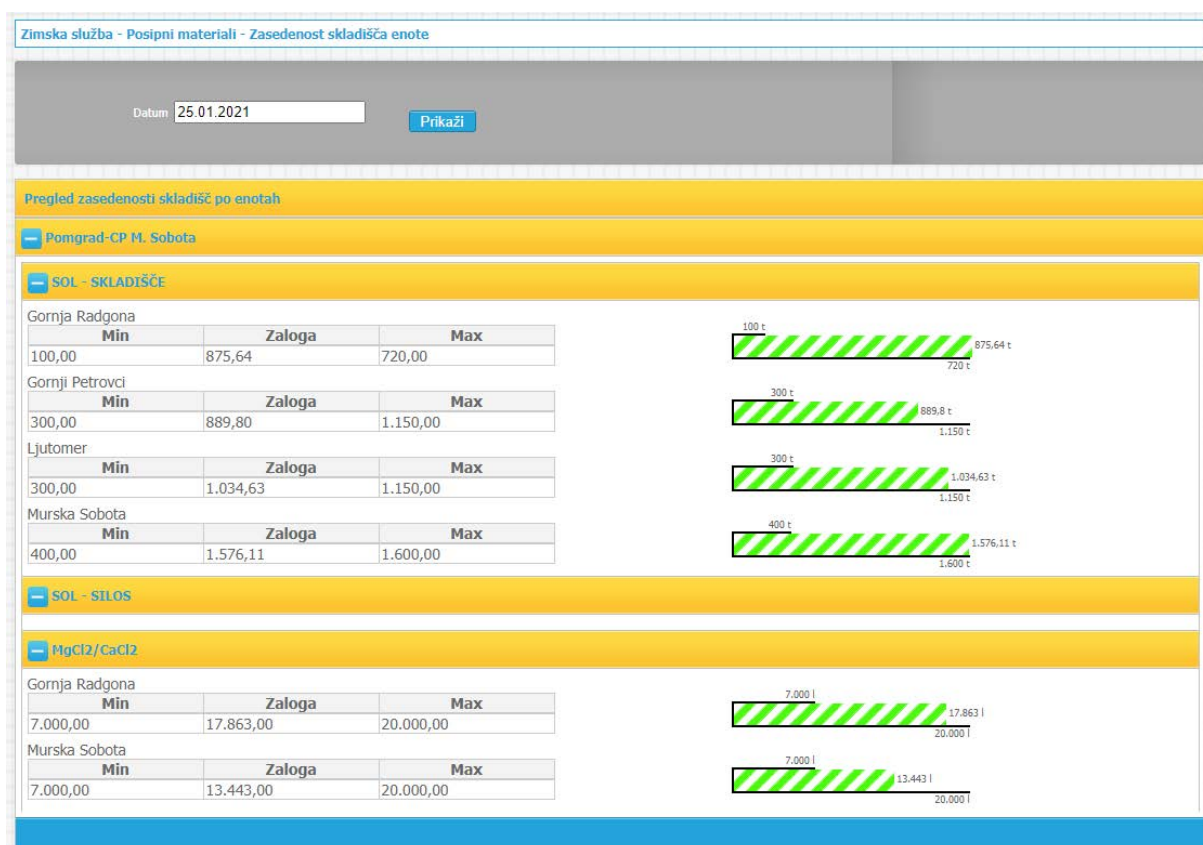 Zimska služba - Posipni materiali - Zasedenost skladišča enote
Datum 25.01.2021 Prikaži
Pregled zasedenosti skladišč po enotah
Pomgrad-CP M. Sobota
SOL - SKLADIŠČE
Gornja Radgona
Min Zaloga Max
100,00 875,64 720,00
100 t
875,64 t
720 t
Gornji Petrovci
Min Zaloga Max
300,00 889,80 1.150,00
300 t
889,8 t
1.150 t
Ljutomer
Min Zaloga Max
300,00 1.034,63 1.150,00
300 t
1.034,63 t
1.150 t
Murska Sobota
Min Zaloga Max
400,00 1.576,11 1.600,00
400 t
1.576,11 t
1.600 t
SOL - SILOS
MgCl2/CaCl2
Gornja Radgona
Min Zaloga Max
7.000,00 17.863,00 20.000,00
7.000 l
17.863 l
20.000 l
Murska Sobota
Min Zaloga Max
7.000,00 13.443,00 20.000,00
7.000 l
13.443 l
20.000 l